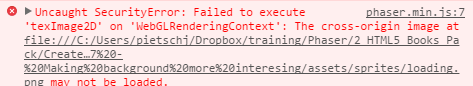 Uncaught SecurityError: Failed to execute phaser.min.js:7
'texImage2D' on 'WebGLRenderingContext': The cross-origin image at
file:///C:/Users/pietschj/Dropbox/training/Phaser/2 HTML5 Books Pa
ck/Create…7%20-
%20Making%20background%20more%20interesing/assets/sprites/loading.
png may not be loaded.